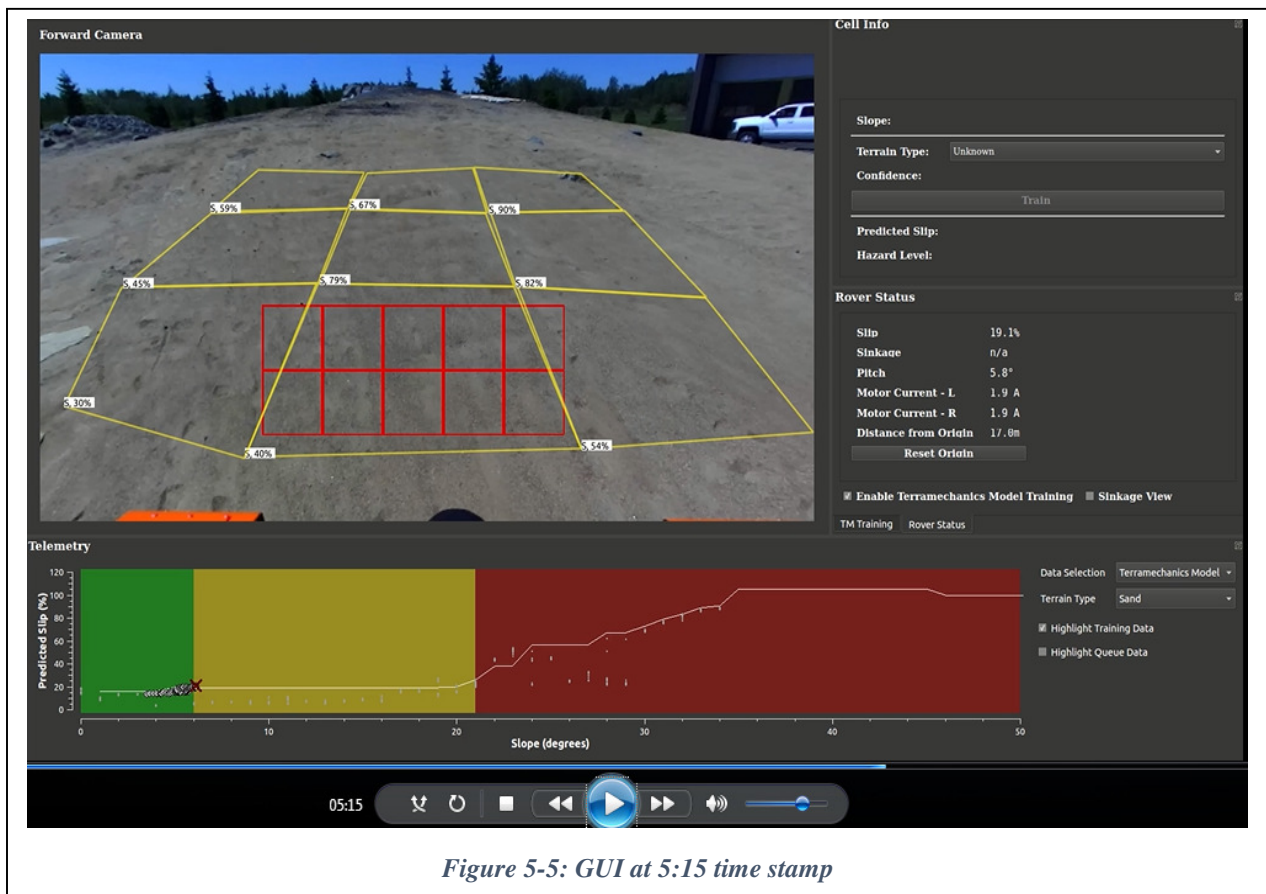 Forward Camera
S, 59%
S, 67%
S, 90%
S, 45%
S, 79%
S, 82%
S, 30%
S, 40%
S, 54%
Cell Info
Slope:
Terrain Type: Unknown
Confidence:
Train
Predicted Slip:
Hazard Level:
Rover Status
Slip 19.1%
Sinkage n/a
Pitch 5.8°
Motor Current - L 1.9 A
Motor Current - R 1.9 A
Distance from Origin 17.0m
Reset Origin
Enable Terramechanics Model Training Sinkage View
TM Training Rover Status
Telemetry
Predicted Slip (%)
120
100
80
60
40
20
0
0 10 20 30 40 50
Slope (degrees)
Data Selection Terramechanics Model
Terrain Type Sand
Highlight Training Data
Highlight Queue Data
05:15
Figure 5-5: GUI at 5:15 time stamp